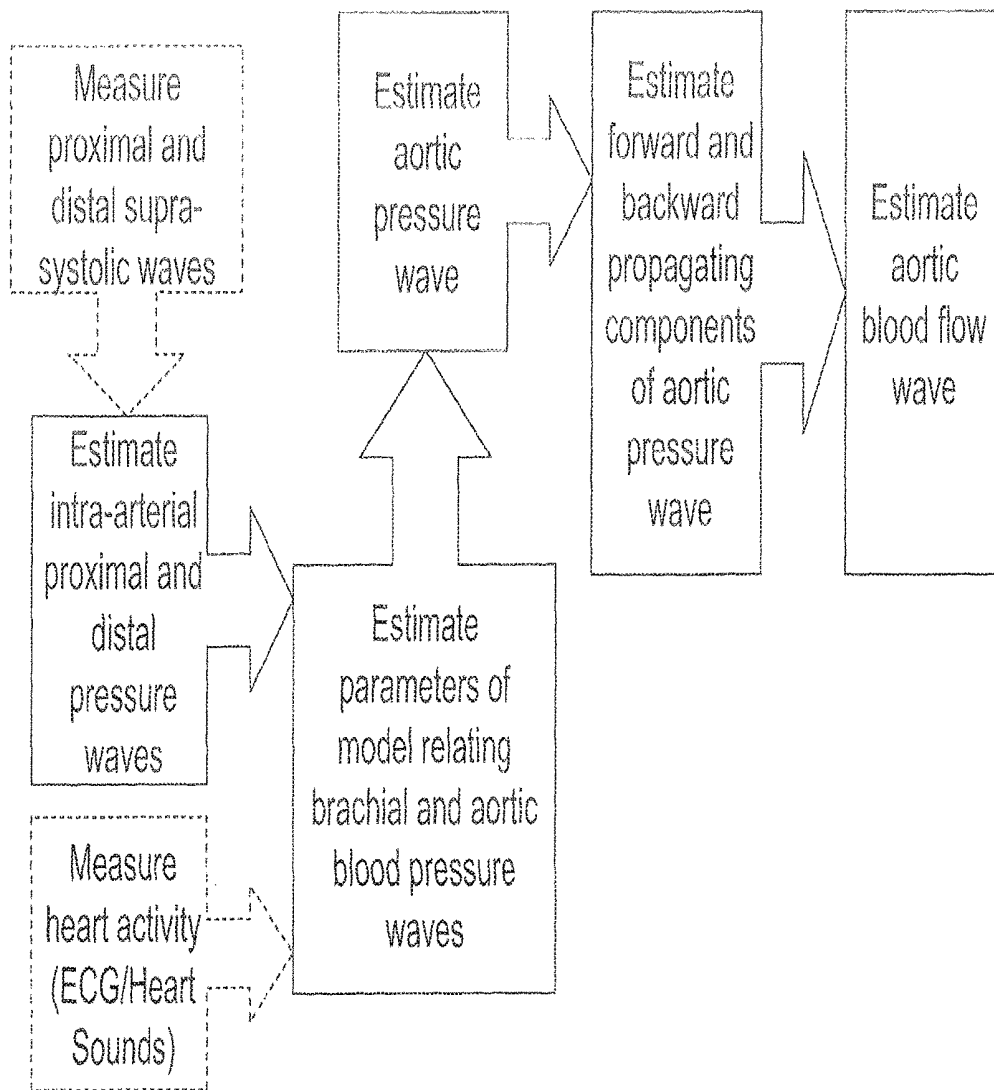 Measure
proximal and
distal supra-
systolic waves
Estimate
intra-arterial
proximal and
distal
pressure
waves
Measure
heart activity
(ECG/Heart
Sounds)
Estimate
parameters of
model relating
brachial and aortic
blood pressure
waves
Estimate
aortic
pressure
wave
Estimate
forward and
backward
propagating
components
of aortic
pressure
wave
Estimate
aortic
blood flow
wave